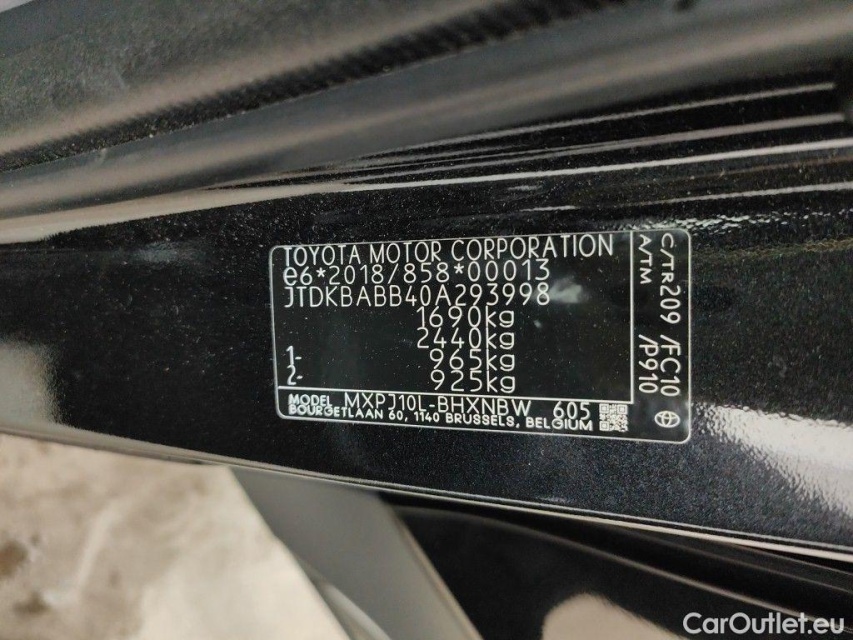 TOYOTA MOTOR CORPORATION
e6*2018/858*00013
JTDKBABB40A293998
1690kg
2440kg
1- 965kg
2- 925kg
MODEL MXPJ10L-BHXNBW 605
BOURGETLAAN 60, 1140 BRUSSELS, BELGIUM
C/TR209 /FC10
A/TM /P910
CarOutlet.eu